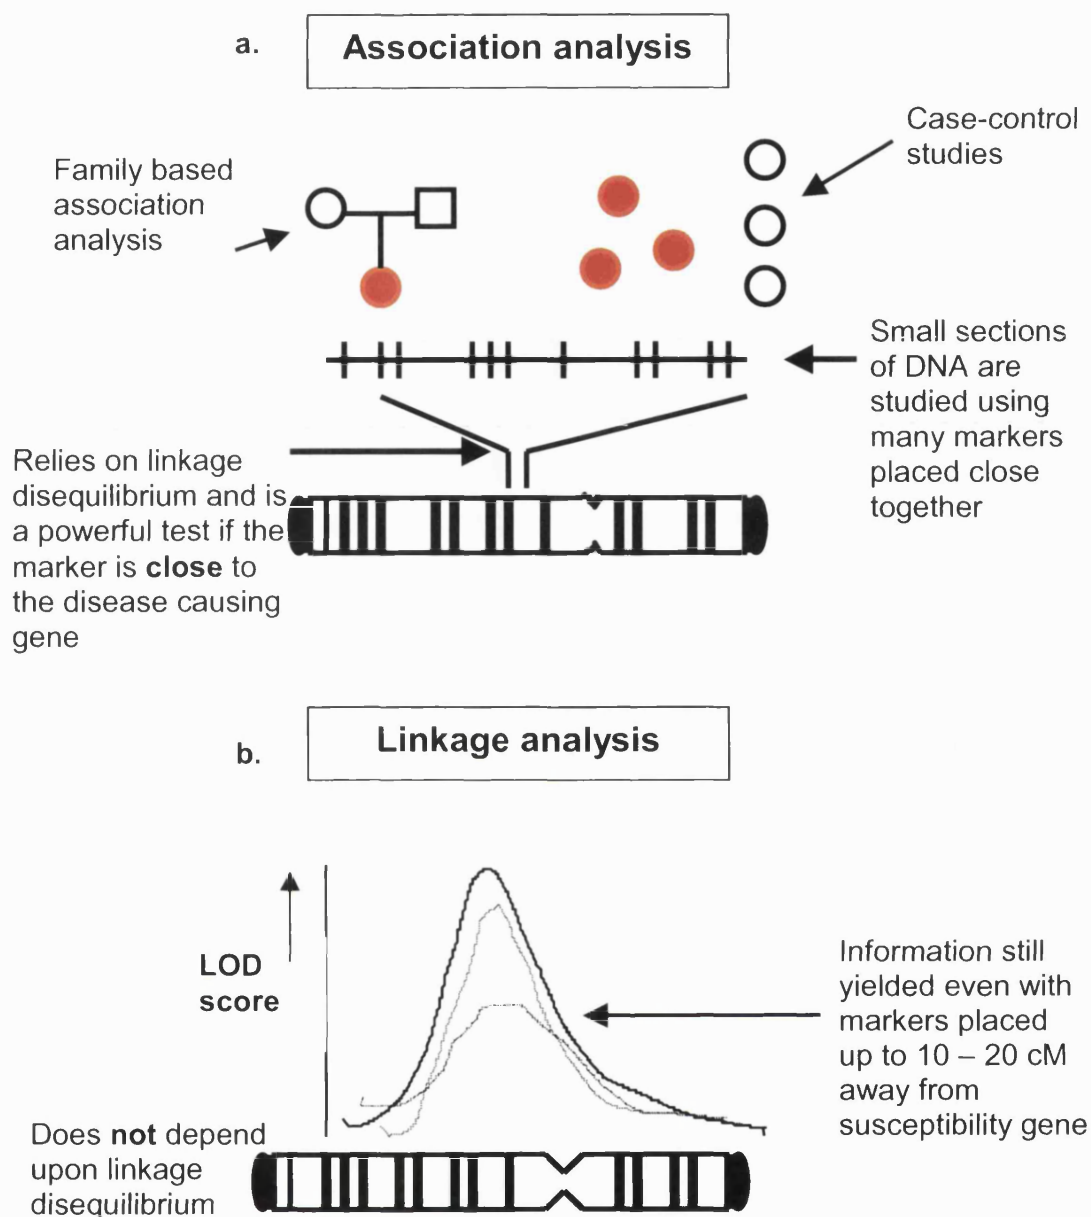 a.
Association analysis
Family based
association
analysis
Case-control
studies
Small sections
of DNA are
studied using
many markers
placed close
together
Relies on linkage
disequilibrium and is
a powerful test if the
marker is close to
the disease causing
gene
b.
Linkage analysis
LOD
score
Information still
yielded even with
markers placed
up to 10 – 20 cM
away from
susceptibility gene
Does not depend
upon linkage
disequilibrium